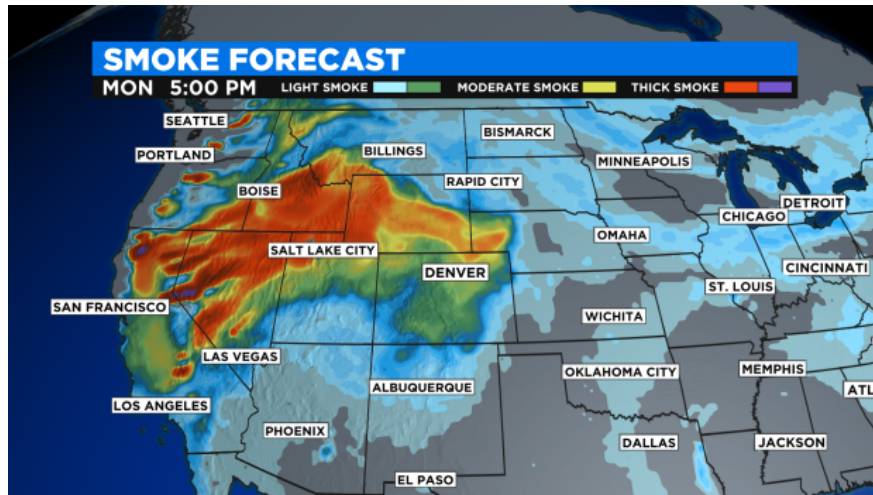 SMOKE FORECAST
MON 5:00 PM LIGHT SMOKE MODERATE SMOKE THICK SMOKE
SEATTLE
BISMARCK
PORTLAND
BILLINGS
MINNEAPOLIS
RAPID CITY
BOISE
DETROIT
CHICAGO
OMAHA
SALT LAKE CITY
DENVER
CINCINNATI
ST. LOUIS
SAN FRANCISCO
WICHITA
LAS VEGAS
MEMPHIS
OKLAHOMA CITY
ALBUQUERQUE
ATL
LOS ANGELES
PHOENIX
DALLAS
JACKSON
EL PASO